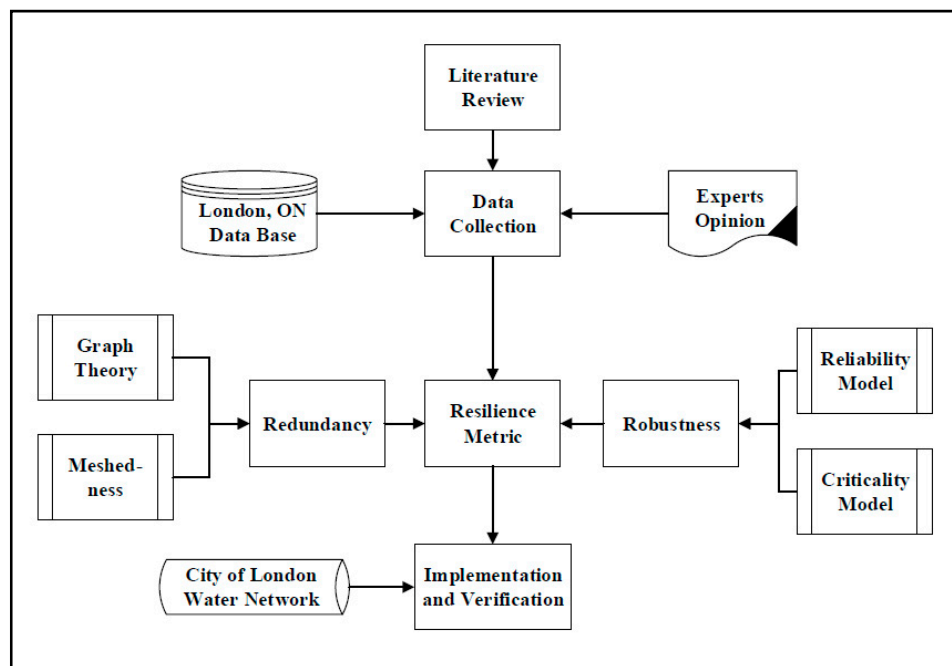 Literature
Review
London, ON
Data Base
Data
Collection
Experts
Opinion
Graph
Theory
Meshed-
ness
Redundancy
Resilience
Metric
Robustness
Reliability
Model
Criticality
Model
City of London
Water Network
Implementation
and Verification